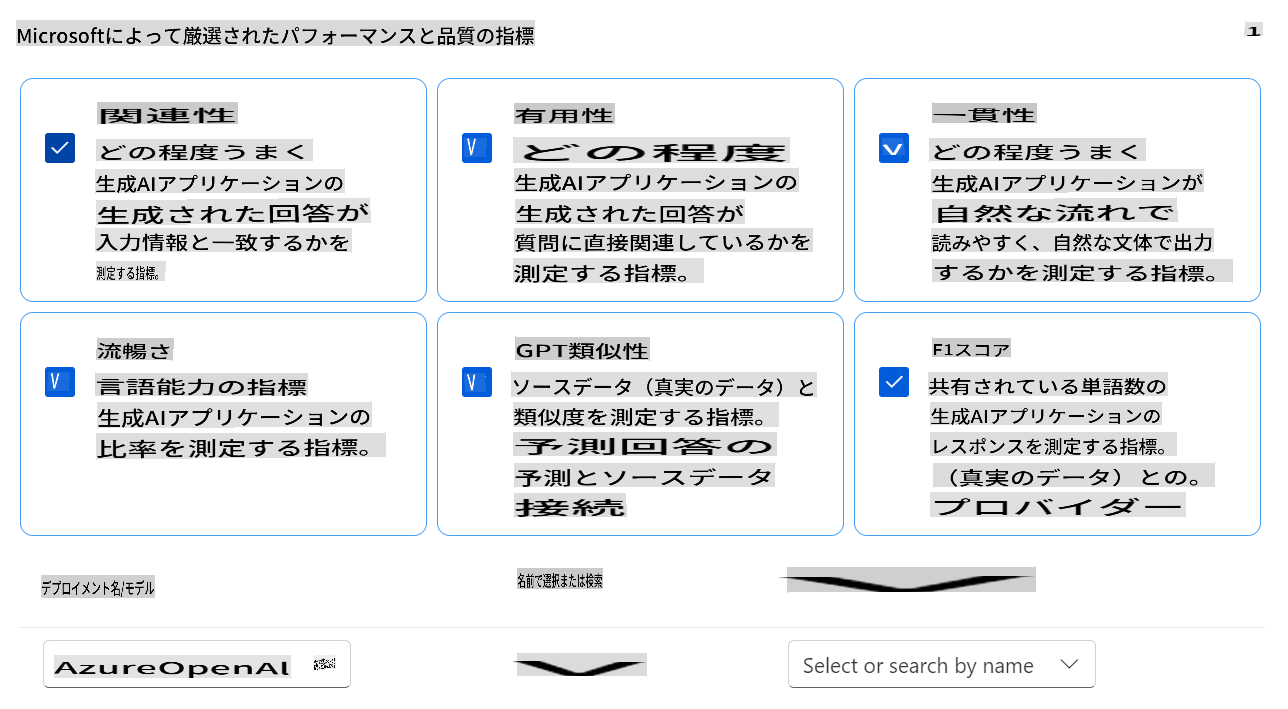 Microsoftによって厳選されたパフォーマンスと品質の指標
1
関連性
どの程度うまく
生成AIアプリケーションの
生成された回答が
入力情報と一致するかを
測定する指標。
有用性
どの程度
生成AIアプリケーションの
生成された回答が
質問に直接関連しているかを
測定する指標。
一貫性
どの程度うまく
生成AIアプリケーションが
自然な流れで
読みやすく、自然な文体で出力
するかを測定する指標。
流暢さ
言語能力の指標
生成AIアプリケーションの
比率を測定する指標。
GPT類似性
ソースデータ（真実のデータ）と
類似度を測定する指標。
予測回答の
予測とソースデータ
接続
F1スコア
共有されている単語数の
生成AIアプリケーションの
レスポンスを測定する指標。
（真実のデータ）との。
プロバイダー
デプロイメント名/モデル
名前で選択または検索
AzureOpenAI
Select or search by name